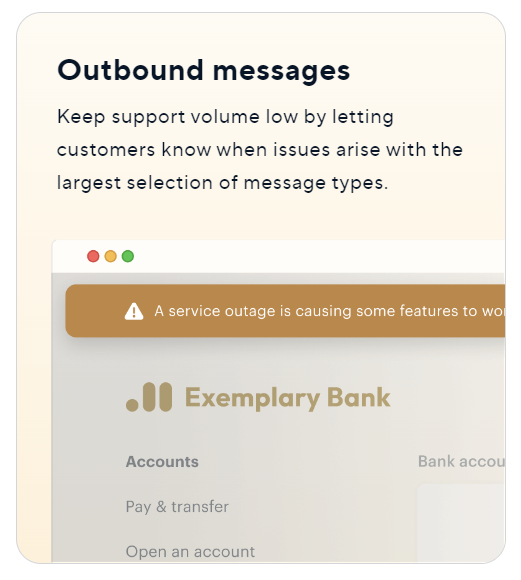 Outbound messages
Keep support volume low by letting
customers know when issues arise with the
largest selection of message types.
A service outage is causing some features to wo
Exemplary Bank
Accounts
Bank accou
Pay & transfer
Open an account